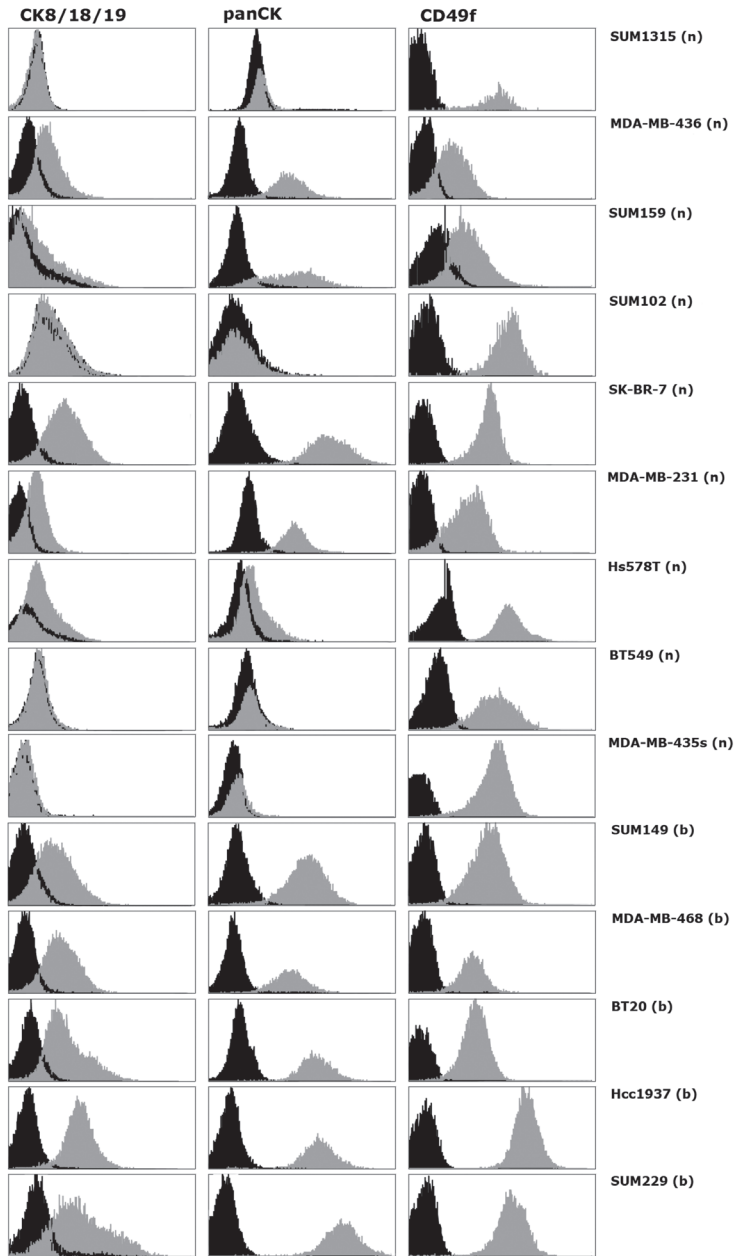 CK8/18/19 panCK CD49f
SUM1315 (n)
MDA-MB-436 (n)
SUM159 (n)
SUM102 (n)
SK-BR-7 (n)
MDA-MB-231 (n)
Hs578T (n)
BT549 (n)
MDA-MB-435s (n)
SUM149 (b)
MDA-MB-468 (b)
BT20 (b)
Hcc1937 (b)
SUM229 (b)